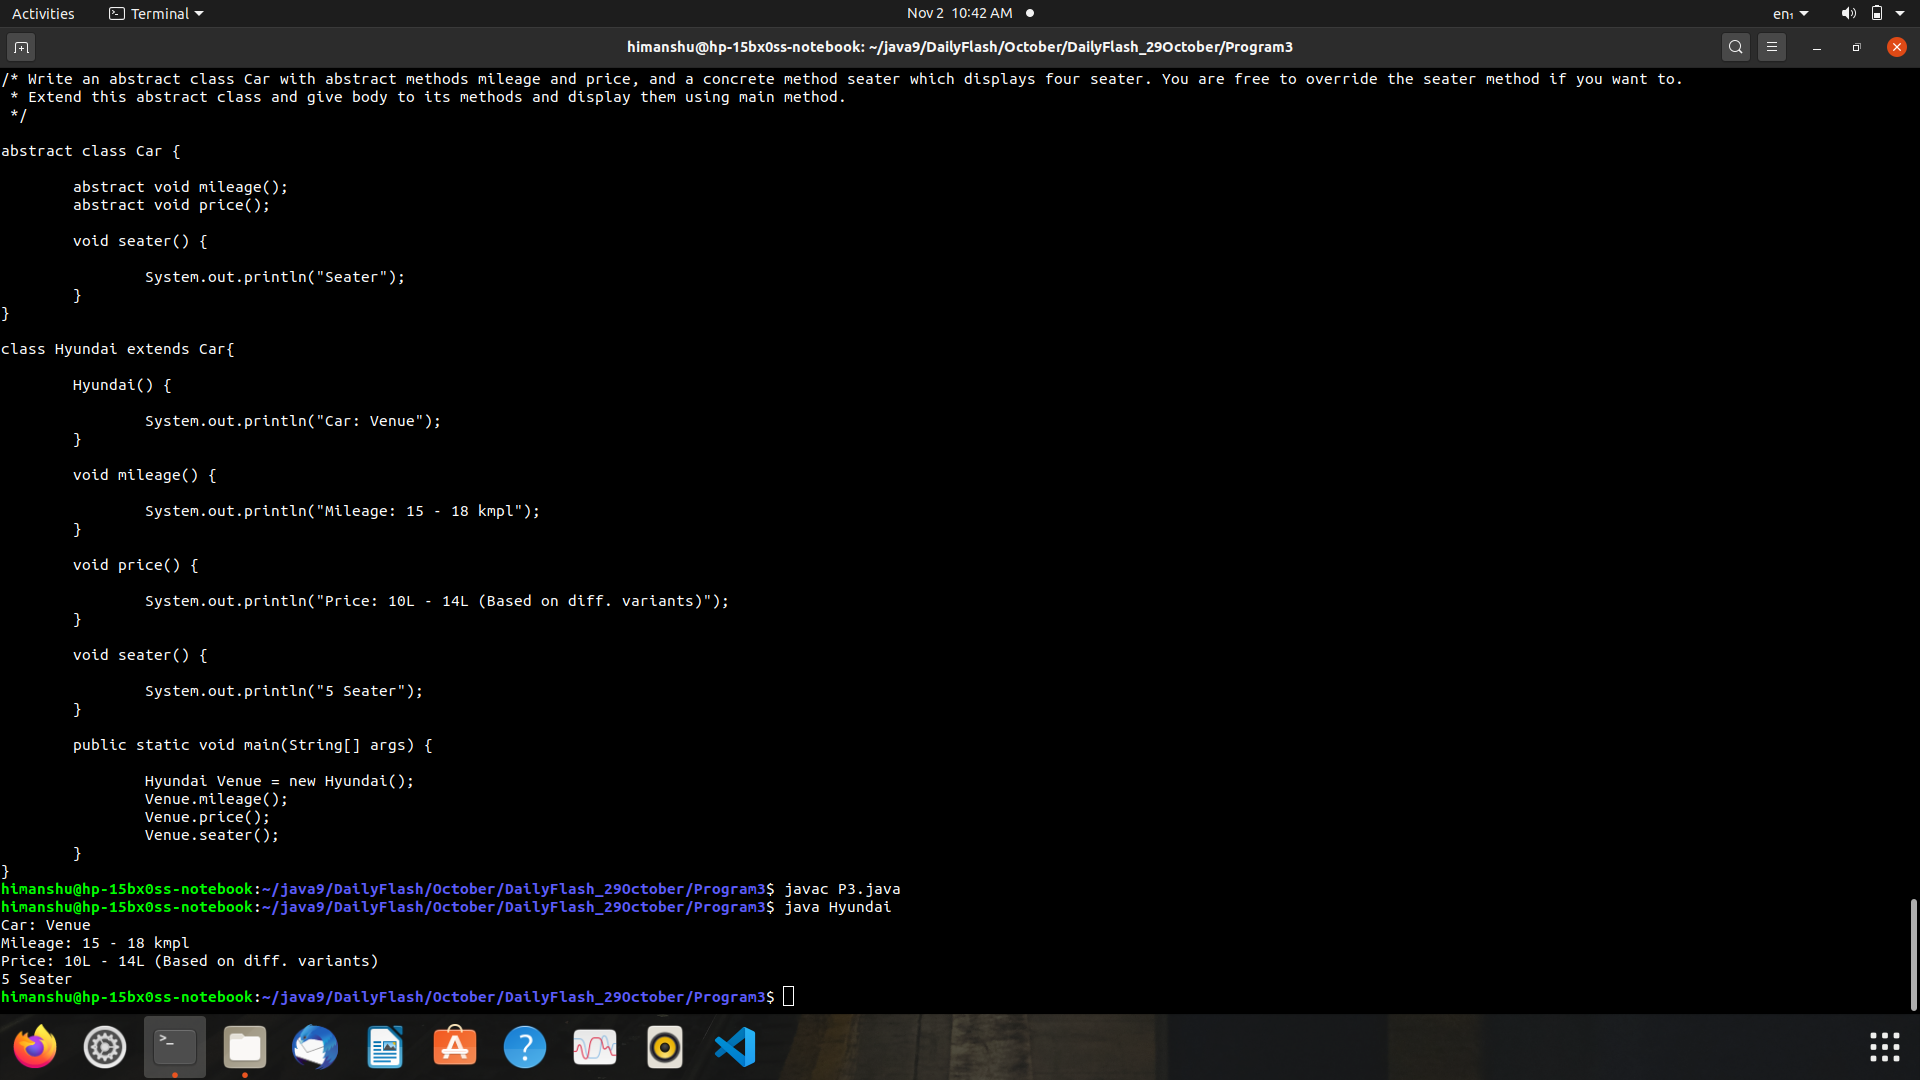 Activities Terminal Nov 2 10:42 AM en₁
himanshu@hp-15bx0ss-notebook: ~/java9/DailyFlash/October/DailyFlash_29October/Program3
/* Write an abstract class Car with abstract methods mileage and price, and a concrete method seater which displays four seater. You are free to override the seater method if you want to.
 * Extend this abstract class and give body to its methods and display them using main method.
 */
abstract class Car {
        abstract void mileage();
        abstract void price();
        void seater() {
                System.out.println("Seater");
        }
}
class Hyundai extends Car{
        Hyundai() {
                System.out.println("Car: Venue");
        }
        void mileage() {
                System.out.println("Mileage: 15 - 18 kmpl");
        }
        void price() {
                System.out.println("Price: 10L - 14L (Based on diff. variants)");
        }
        void seater() {
                System.out.println("5 Seater");
        }
        public static void main(String[] args) {
                Hyundai Venue = new Hyundai();
                Venue.mileage();
                Venue.price();
                Venue.seater();
        }
}
himanshu@hp-15bx0ss-notebook:~/java9/DailyFlash/October/DailyFlash_29October/Program3$ javac P3.java
himanshu@hp-15bx0ss-notebook:~/java9/DailyFlash/October/DailyFlash_29October/Program3$ java Hyundai
Car: Venue
Mileage: 15 - 18 kmpl
Price: 10L - 14L (Based on diff. variants)
5 Seater
himanshu@hp-15bx0ss-notebook:~/java9/DailyFlash/October/DailyFlash_29October/Program3$